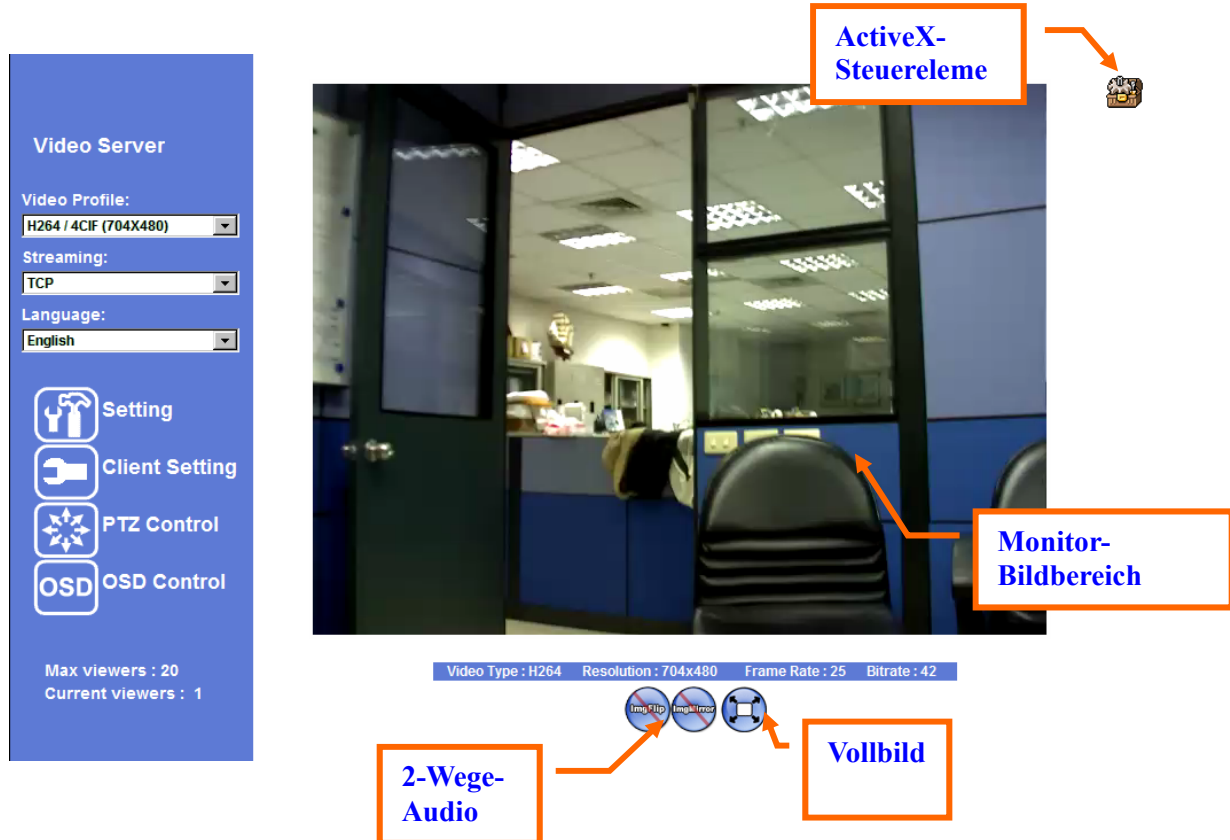 Video Server
Video Profile:
H264 / 4CIF (704X480)
Streaming:
TCP
Language:
English
Setting
Client Setting
PTZ Control
OSD
OSD Control
Max viewers : 20
Current viewers : 1
ActiveX-
Steuereleme
Monitor-
Bildbereich
Video Type : H264 Resolution : 704x480 Frame Rate : 25 Bitrate : 42
ImgFlip
ImgMirror
2-Wege-
Audio
Vollbild